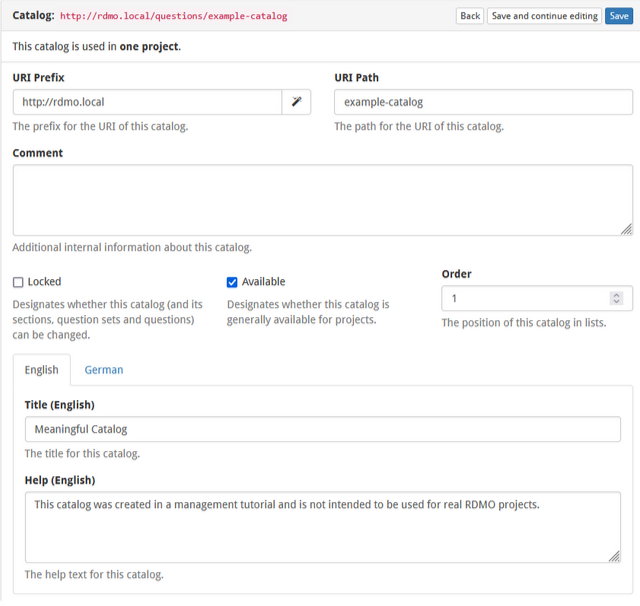 Catalog: http://rdmo.local/questions/example-catalog Back Save and continue editing Save
This catalog is used in one project.
URI Prefix URI Path
http://rdmo.local example-catalog
The prefix for the URI of this catalog. The path for the URI of this catalog.
Comment
Additional internal information about this catalog.
Locked
Designates whether this catalog (and its
sections, question sets and questions)
can be changed.
Available
Designates whether this catalog is
generally available for projects.
Order
1
The position of this catalog in lists.
English German
Title (English)
Meaningful Catalog
The title for this catalog.
Help (English)
This catalog was created in a management tutorial and is not intended to be used for real RDMO projects.
The help text for this catalog.